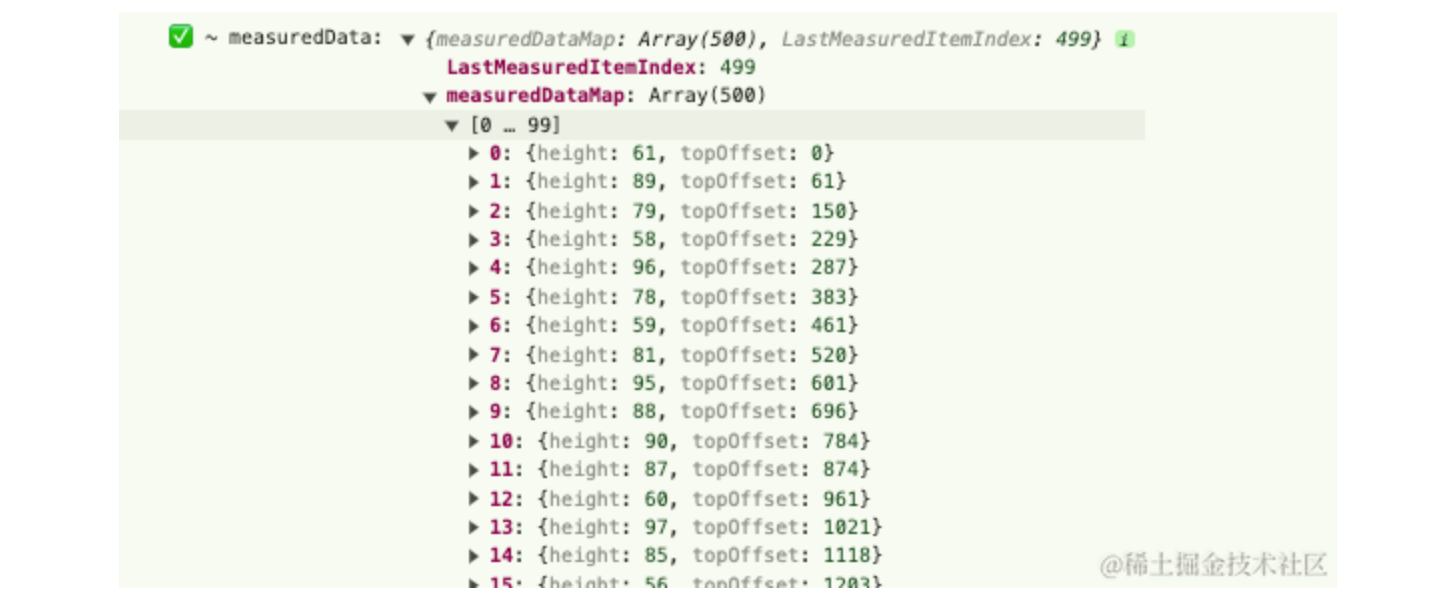 ✅ ~ measuredData: ▼ {measuredDataMap: Array(500), LastMeasuredItemIndex: 499} i
LastMeasuredItemIndex: 499
▼ measuredDataMap: Array(500)
▼ [0 … 99]
▶ 0: {height: 61, topOffset: 0}
▶ 1: {height: 89, topOffset: 61}
▶ 2: {height: 79, topOffset: 150}
▶ 3: {height: 58, topOffset: 229}
▶ 4: {height: 96, topOffset: 287}
▶ 5: {height: 78, topOffset: 383}
▶ 6: {height: 59, topOffset: 461}
▶ 7: {height: 81, topOffset: 520}
▶ 8: {height: 95, topOffset: 601}
▶ 9: {height: 88, topOffset: 696}
▶ 10: {height: 90, topOffset: 784}
▶ 11: {height: 87, topOffset: 874}
▶ 12: {height: 60, topOffset: 961}
▶ 13: {height: 97, topOffset: 1021}
▶ 14: {height: 85, topOffset: 1118}
▶ 15: {height: 56, topOffset: 1203}
@稀土掘金技术社区